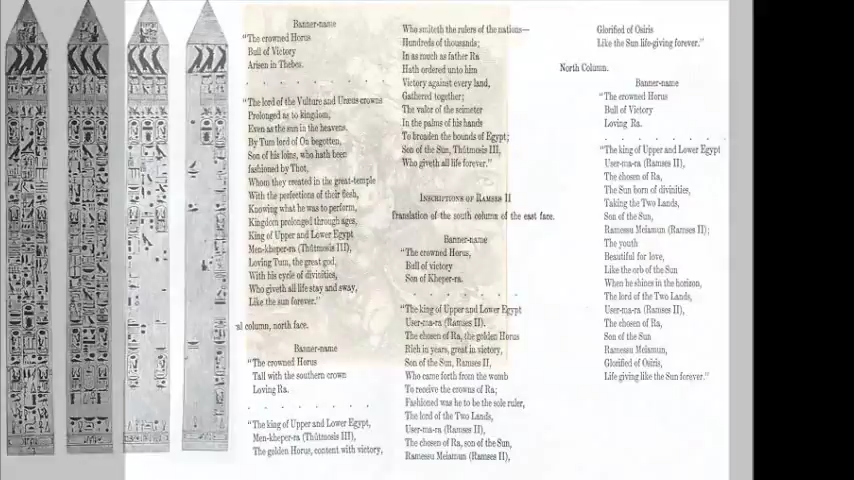 Banner-name
"The crowned Horus
Bull of Victory
Arisen in Thebes.
"The lord of the Vulture and Uræus crowns
Prolonged as to kingdom,
Even as the sun in the heavens,
By Tum lord of On begotten,
Son of his loins, who hath been
fashioned by Thot,
Whom they created in the great-temple
With the perfections of their flesh,
Knowing what he was to perform,
Kingdom prolonged through ages,
King of Upper and Lower Egypt
Men-kheper-ra (Thûtmosis III),
Loving Tum, the great god,
With his cycle of divinities,
Who giveth all life stay and sway,
Like the sun forever."
al column, north face.
Banner-name
"The crowned Horus
Tall with the southern crown
Loving Ra.
"The king of Upper and Lower Egypt,
Men-kheper-ra (Thûtmosis III),
The golden Horus, content with victory,
Who smiteth the rulers of the nations—
Hundreds of thousands;
In as much as father Ra
Hath ordered unto him
Victory against every land,
Gathered together;
The valor of the scimeter
In the palms of his hands
To broaden the bounds of Egypt;
Son of the Sun, Thûtmosis III,
Who giveth all life forever."
Inscriptions of Ramses II
Translation of the south column of the east face.
Banner-name
"The crowned Horus,
Bull of victory
Son of Kheper-ra.
"The king of Upper and Lower Egypt
User-ma-ra (Ramses II).
The chosen of Ra, the golden Horus
Rich in years, great in victory,
Son of the Sun, Ramses II,
Who came forth from the womb
To receive the crowns of Ra;
Fashioned was he to be the sole ruler,
The lord of the Two Lands,
User-ma-ra (Ramses II),
The chosen of Ra, son of the Sun,
Ramessu Meiamun (Ramses II),
Glorified of Osiris
Like the Sun life-giving forever."
North Column.
Banner-name
"The crowned Horus
Bull of Victory
Loving Ra.
"The king of Upper and Lower Egypt
User-ma-ra (Ramses II),
The chosen of Ra,
The Sun born of divinities,
Taking the Two Lands,
Son of the Sun,
Ramessu Meiamun (Ramses II);
The youth
Beautiful for love,
Like the orb of the Sun
When he shines in the horizon,
The lord of the Two Lands,
User-ma-ra (Ramses II),
The chosen of Ra,
Son of the Sun
Ramessu Meiamun,
Glorified of Osiris,
Life giving like the Sun forever."